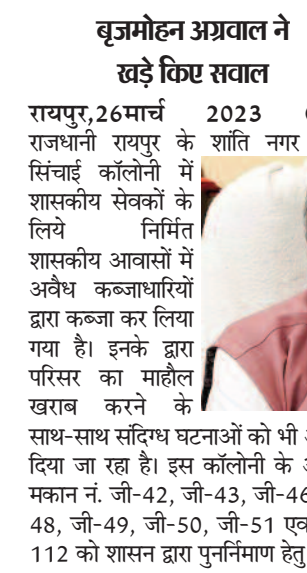 बृजमोहन अग्रवाल ने
खड़े किए सवाल
रायपुर,26मार्च 2023
राजधानी रायपुर के शांति नगर
सिंचाई कॉलोनी में
शासकीय सेवकों के
लिये निर्मित
शासकीय आवासों में
अवैध कब्जाधारियों
द्वारा कब्जा कर लिया
गया है। इनके द्वारा
परिसर का माहौल
खराब करने के
साथ-साथ संदिग्ध घटनाओं को भी
दिया जा रहा है। इस कॉलोनी के
मकान नं. जी-42, जी-43, जी-46
48, जी-49, जी-50, जी-51
112 को शासन द्वारा पुनर्निमाण हेतु